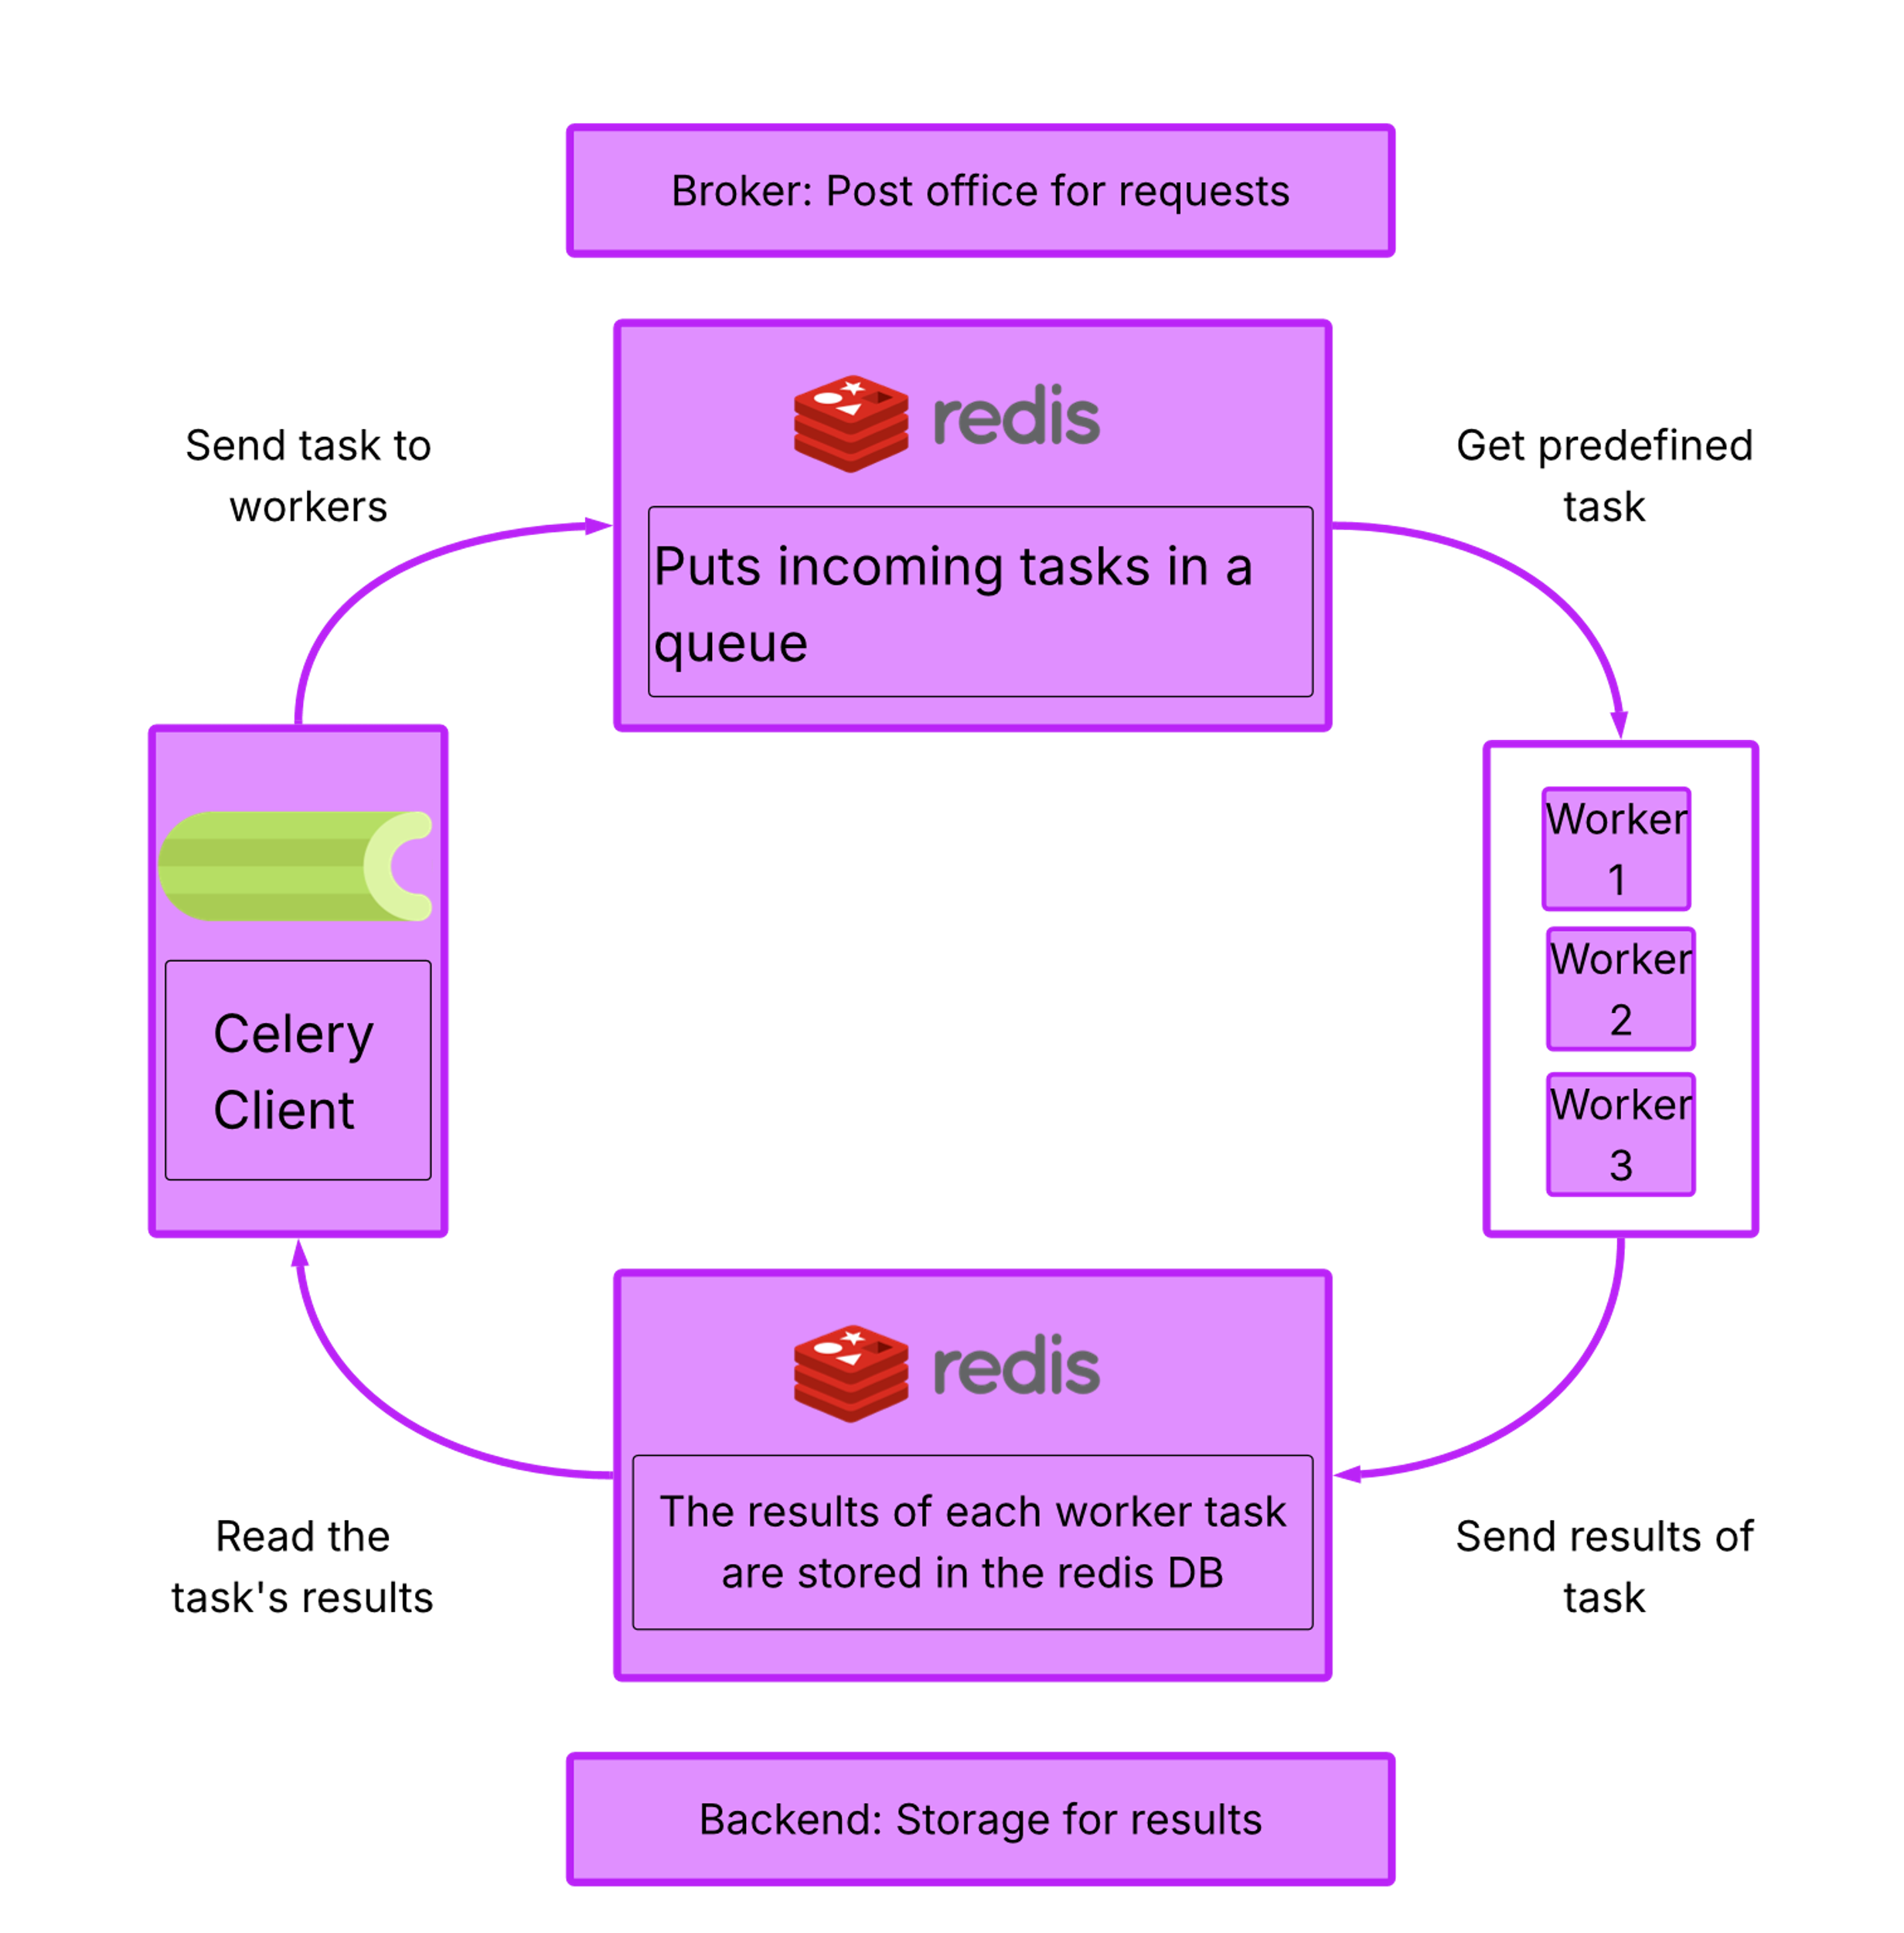 Broker: Post office for requests
redis
Send task to
workers
Get predefined
task
Puts incoming tasks in a
queue
Worker
1
Worker
2
Worker
3
Celery
Client
redis
The results of each worker task
are stored in the redis DB
Read the
task's results
Send results of
task
Backend: Storage for results